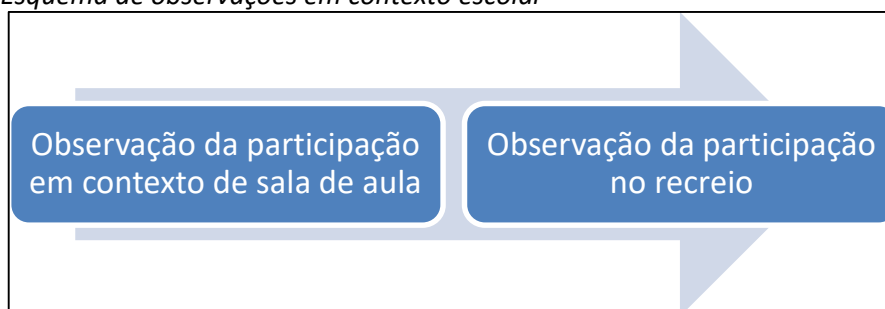 Esquema de observações em contexto escolar
Observação da participação
em contexto de sala de aula
Observação da participação
no recreio